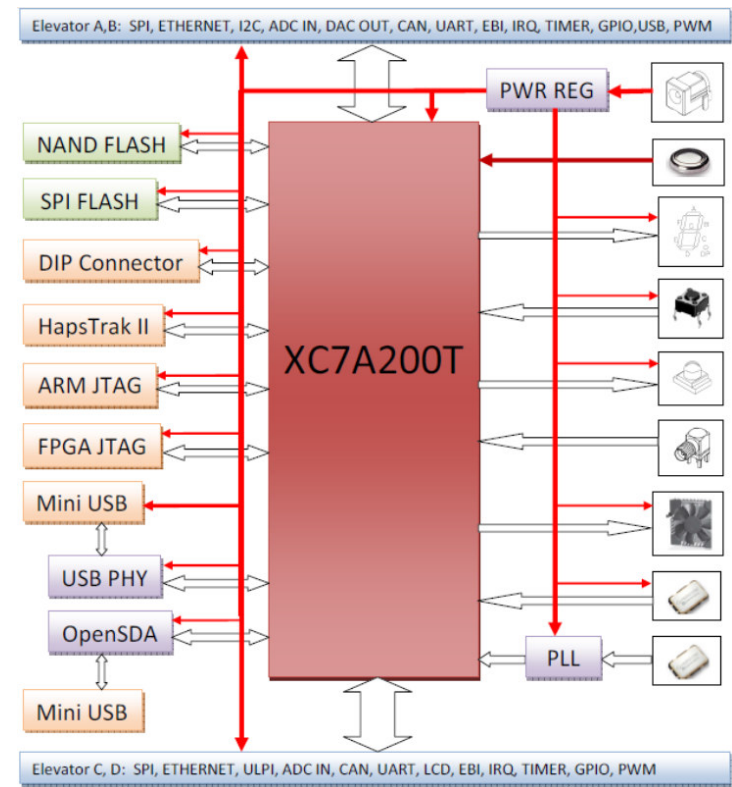 Elevator A,B: SPI, ETHERNET, I2C, ADC IN, DAC OUT, CAN, UART, EBI, IRQ, TIMER, GPIO,USB, PWM
PWR REG
NAND FLASH
SPI FLASH
DIP Connector
HapsTrak II
XC7A200T
ARM JTAG
FPGA JTAG
Mini USB
USB PHY
OpenSDA
PLL
Mini USB
Elevator C, D: SPI, ETHERNET, ULPI, ADC IN, CAN, UART, LCD, EBI, IRQ, TIMER, GPIO, PWM